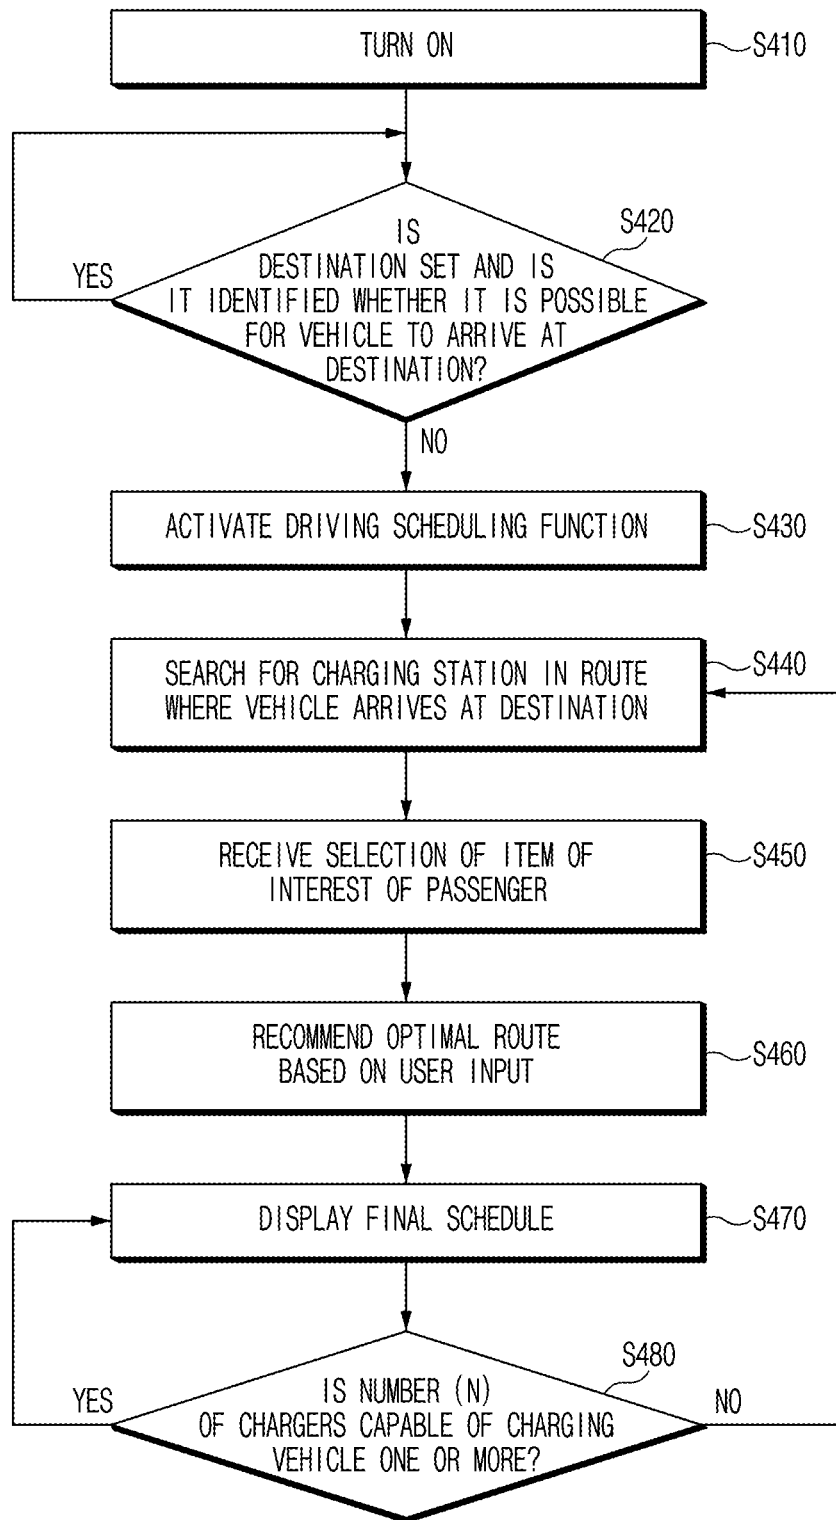 TURN ON
S410
S420
IS
DESTINATION SET AND IS
IT IDENTIFIED WHETHER IT IS POSSIBLE
FOR VEHICLE TO ARRIVE AT
DESTINATION?
YES
NO
ACTIVATE DRIVING SCHEDULING FUNCTION
S430
SEARCH FOR CHARGING STATION IN ROUTE
WHERE VEHICLE ARRIVES AT DESTINATION
S440
RECEIVE SELECTION OF ITEM OF
INTEREST OF PASSENGER
S450
RECOMMEND OPTIMAL ROUTE
BASED ON USER INPUT
S460
DISPLAY FINAL SCHEDULE
S470
S480
YES
IS NUMBER (N)
OF CHARGERS CAPABLE OF CHARGING
VEHICLE ONE OR MORE?
NO